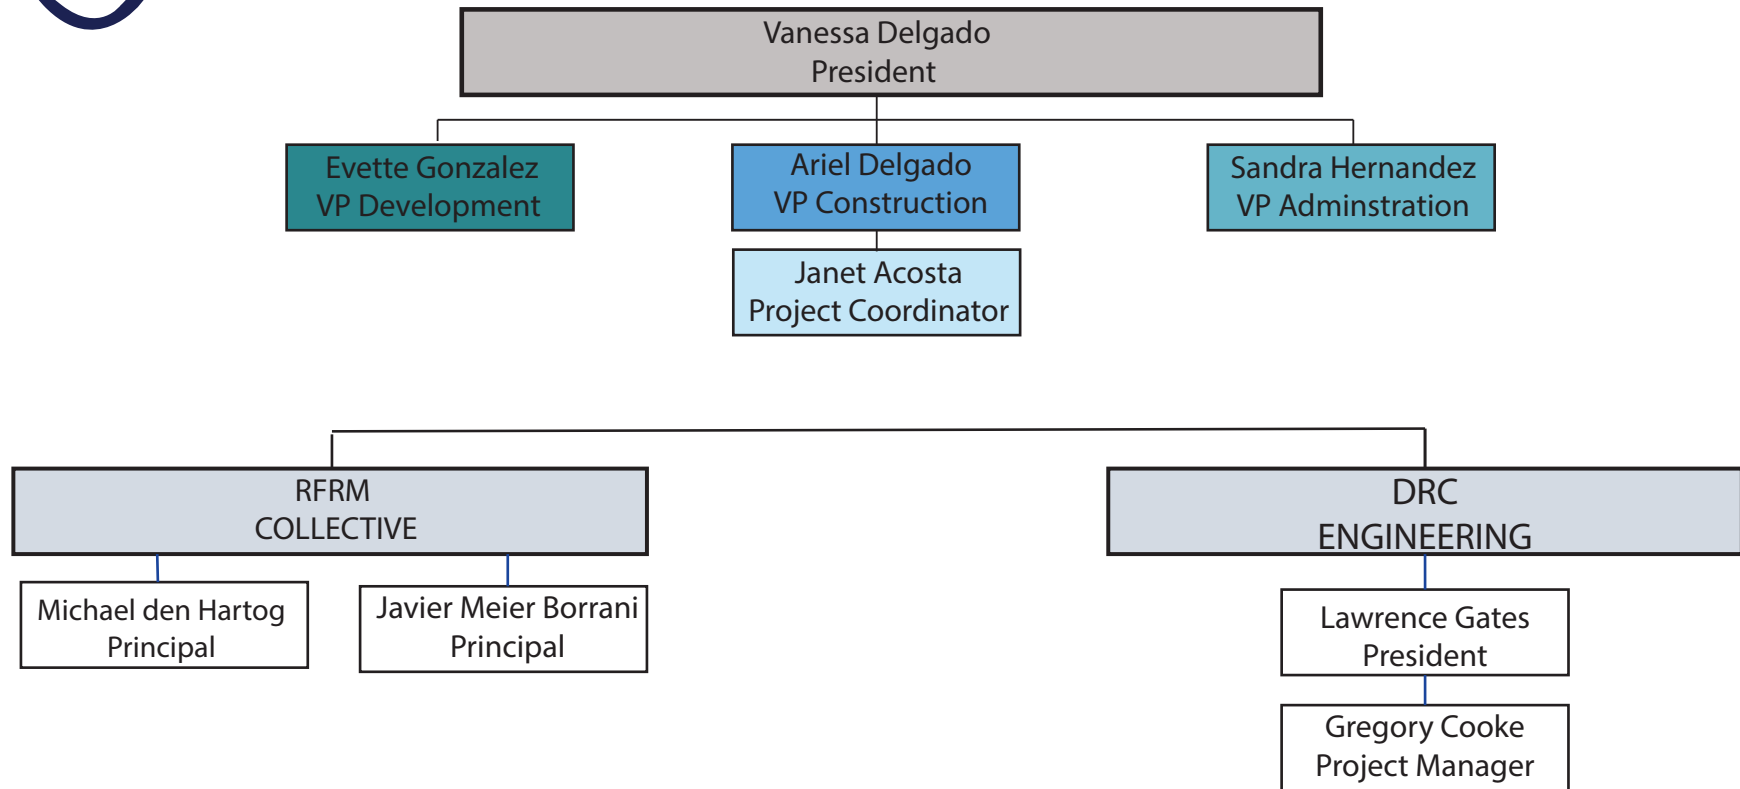 Vanessa Delgado
President
Evette Gonzalez
VP Development
Ariel Delgado
VP Construction
Sandra Hernandez
VP Adminstration
Janet Acosta
Project Coordinator
RFRM
COLLECTIVE
DRC
ENGINEERING
Michael den Hartog
Principal
Javier Meier Borrani
Principal
Lawrence Gates
President
Gregory Cooke
Project Manager